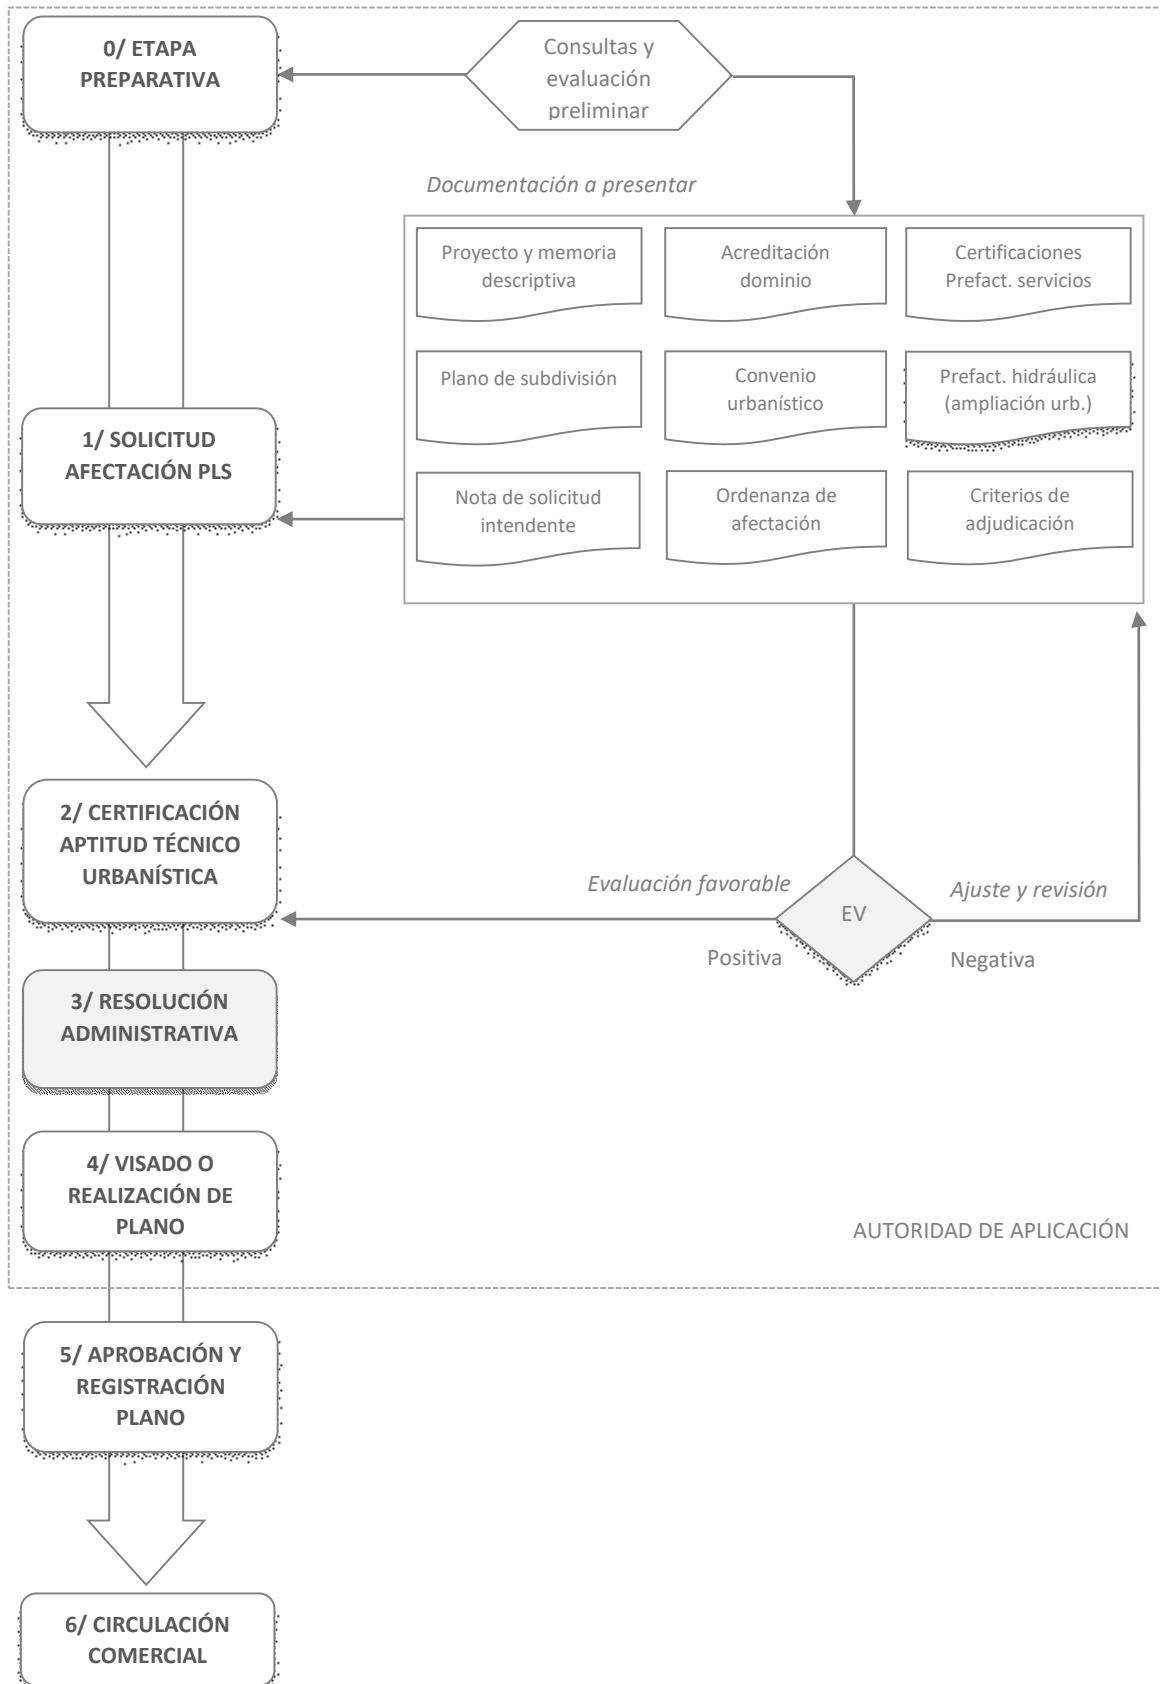 0/ ETAPA
PREPARATIVA
Consultas y
evaluación
preliminar
Documentación a presentar
Proyecto y memoria
descriptiva
Acreditación
dominio
Certificaciones
Prefact. servicios
Plano de subdivisión
Convenio
urbanístico
Prefact. hidráulica
(ampliación urb.)
1/ SOLICITUD
AFECTACIÓN PLS
Nota de solicitud
intendente
Ordenanza de
afectación
Criterios de
adjudicación
2/ CERTIFICACIÓN
APTITUD TÉCNICO
URBANÍSTICA
Evaluación favorable
EV
Ajuste y revisión
Positiva
Negativa
3/ RESOLUCIÓN
ADMINISTRATIVA
4/ VISADO O
REALIZACIÓN DE
PLANO
AUTORIDAD DE APLICACIÓN
5/ APROBACIÓN Y
REGISTRACIÓN
PLANO
6/ CIRCULACIÓN
COMERCIAL